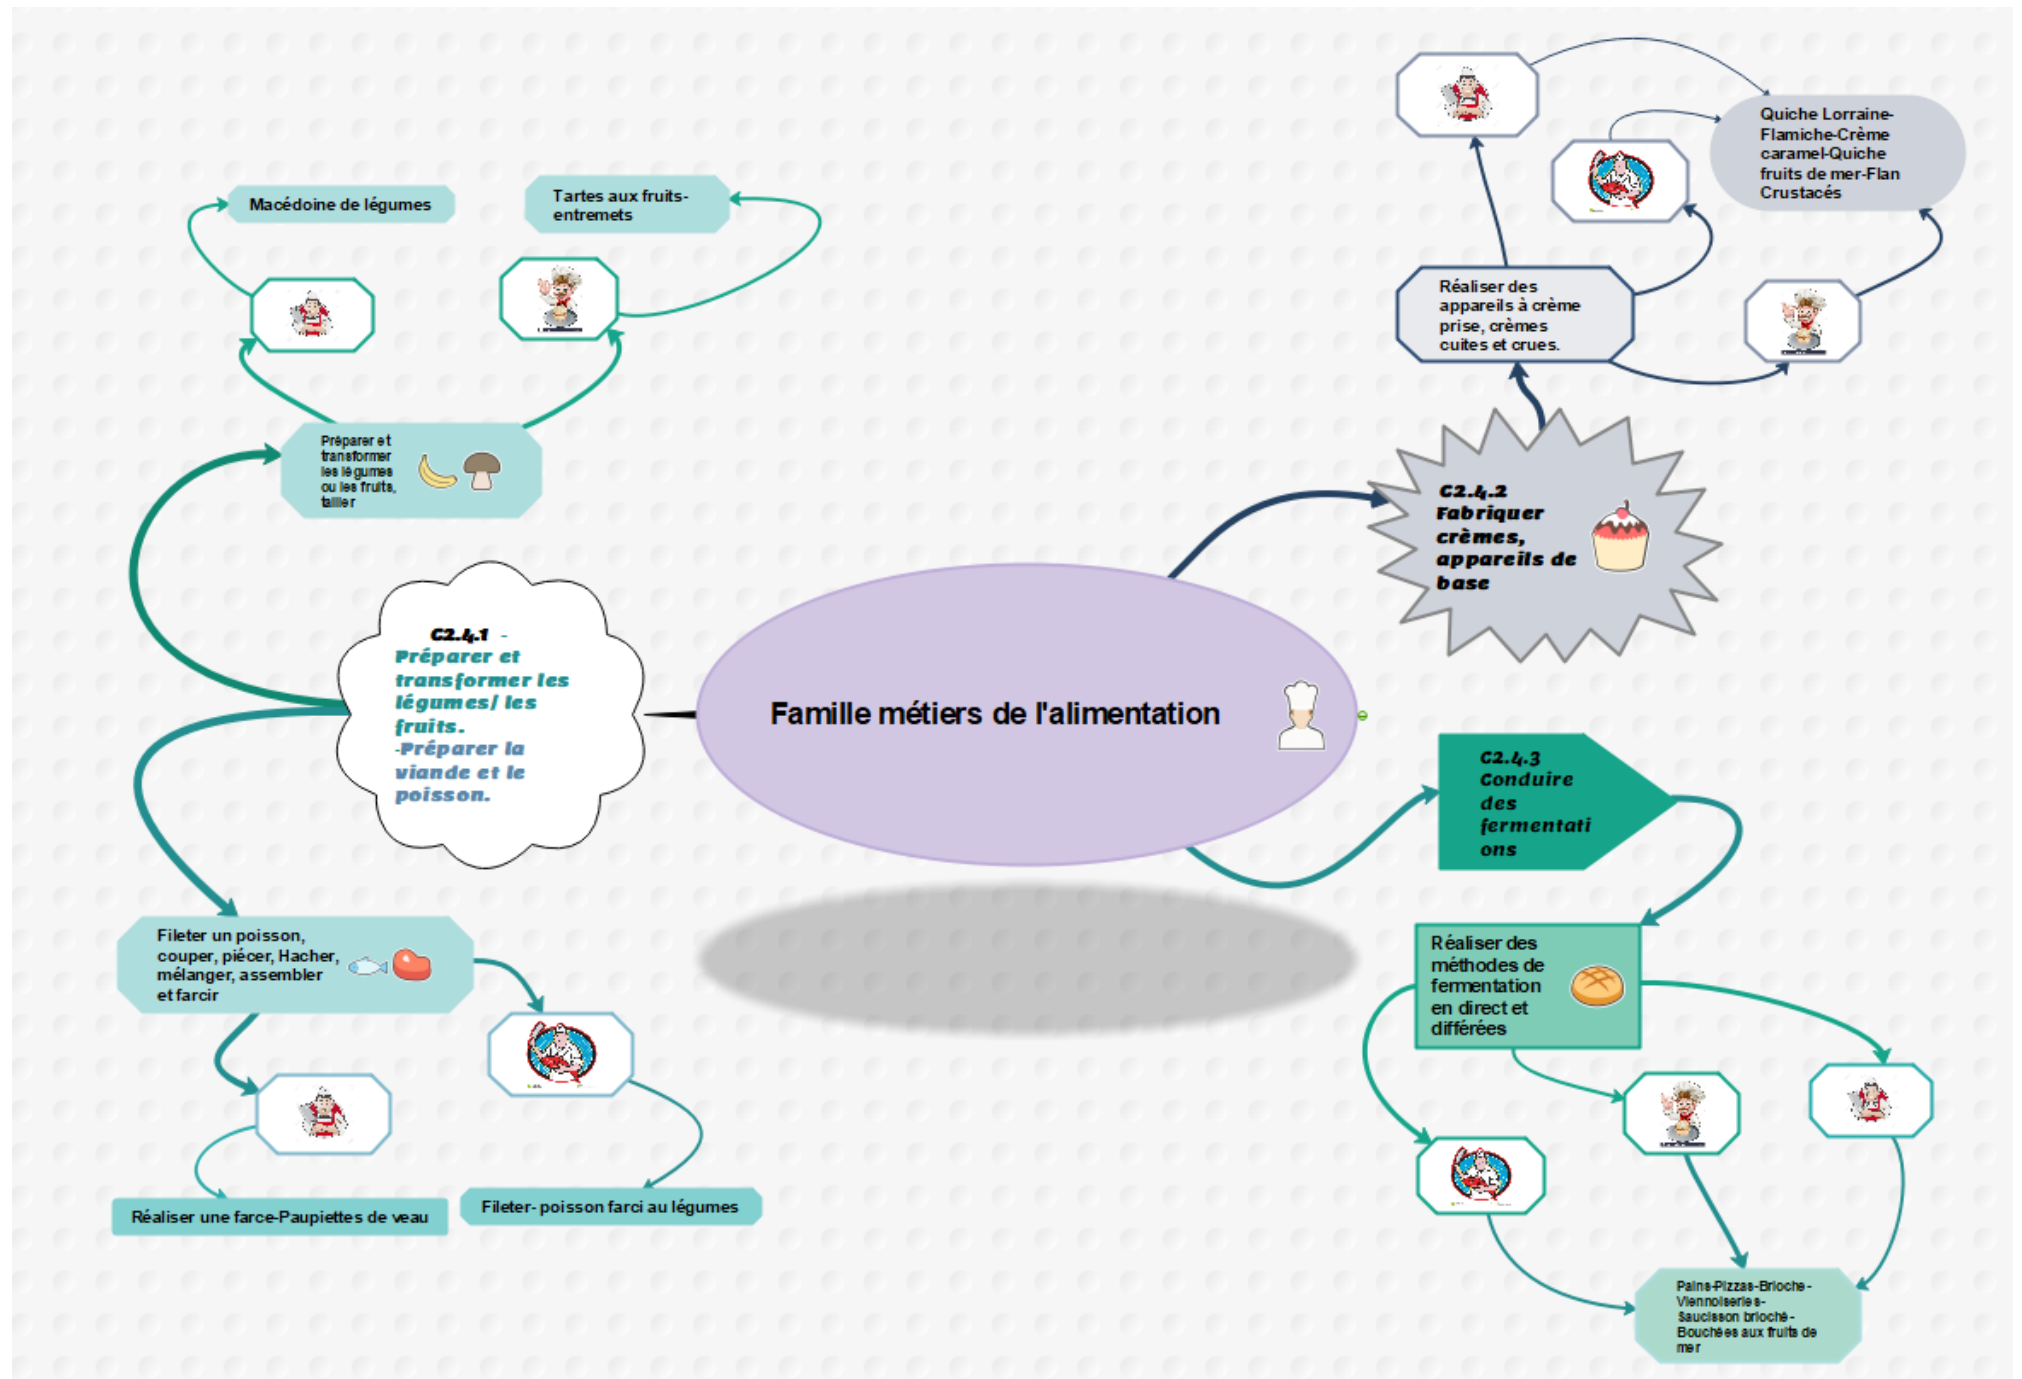 Macédoine de légumes
Tartes aux fruits-
entremets
Préparer et
transformer
les légumes
ou les fruits,
tailler
C2.4.1 -
Préparer et
transformer les
légumes/ les
fruits.
-Préparer la
viande et le
poisson.
Fileter un poisson,
couper, piécer, Hacher,
mélanger, assembler
et farcir
Réaliser une farce-Paupiettes de veau
Fileter- poisson farci au légumes
Famille métiers de l'alimentation
Quiche Lorraine-
Flamiche-Crème
caramel-Quiche
fruits de mer-Flan
Crustacés
Réaliser des
appareils à crème
prise, crèmes
cuites et crues.
C2.4.2
Fabriquer
crèmes,
appareils de
base
C2.4.3
Conduire
des
fermentati
ons
Réaliser des
méthodes de
fermentation
en direct et
différées
Pains-Pizzas-Brioche-
Viennoiseries-
Saucisson brioché-
Bouchées aux fruits de
mer